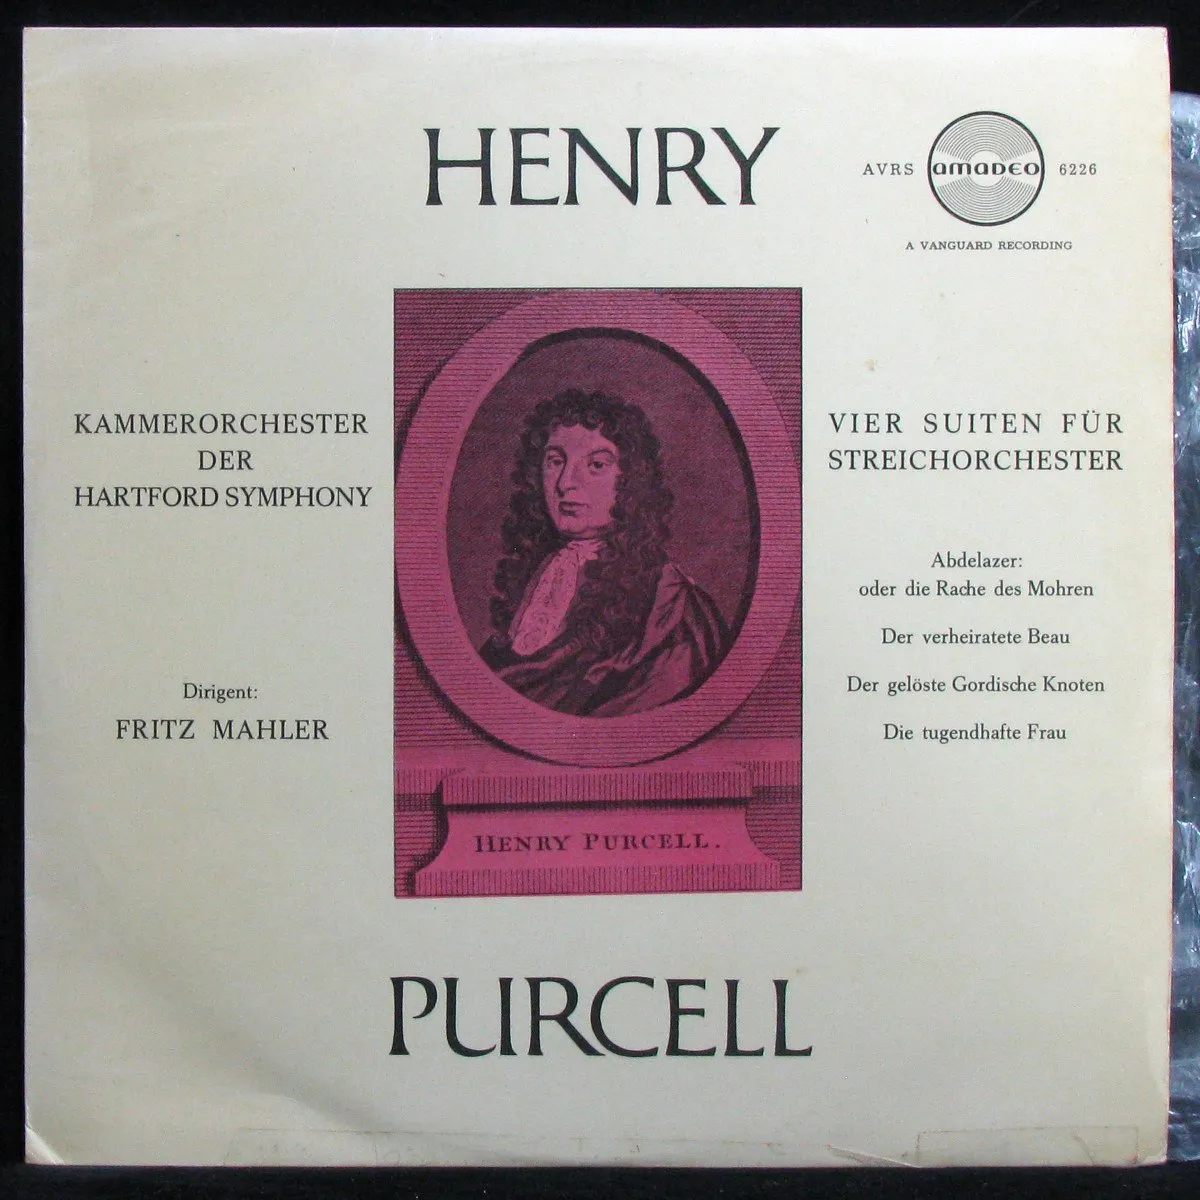 HENRY
AVRS amadeo 6226
A VANGUARD RECORDING
KAMMERORCHESTER
DER
HARTFORD SYMPHONY
Dirigent:
FRITZ MAHLER
VIER SUITEN FÜR
STREICHORCHESTER
Abdelazer:
oder die Rache des Mohren
Der verheiratete Beau
Der gelöste Gordische Knoten
Die tugendhafte Frau
HENRY PURCELL.
PURCELL